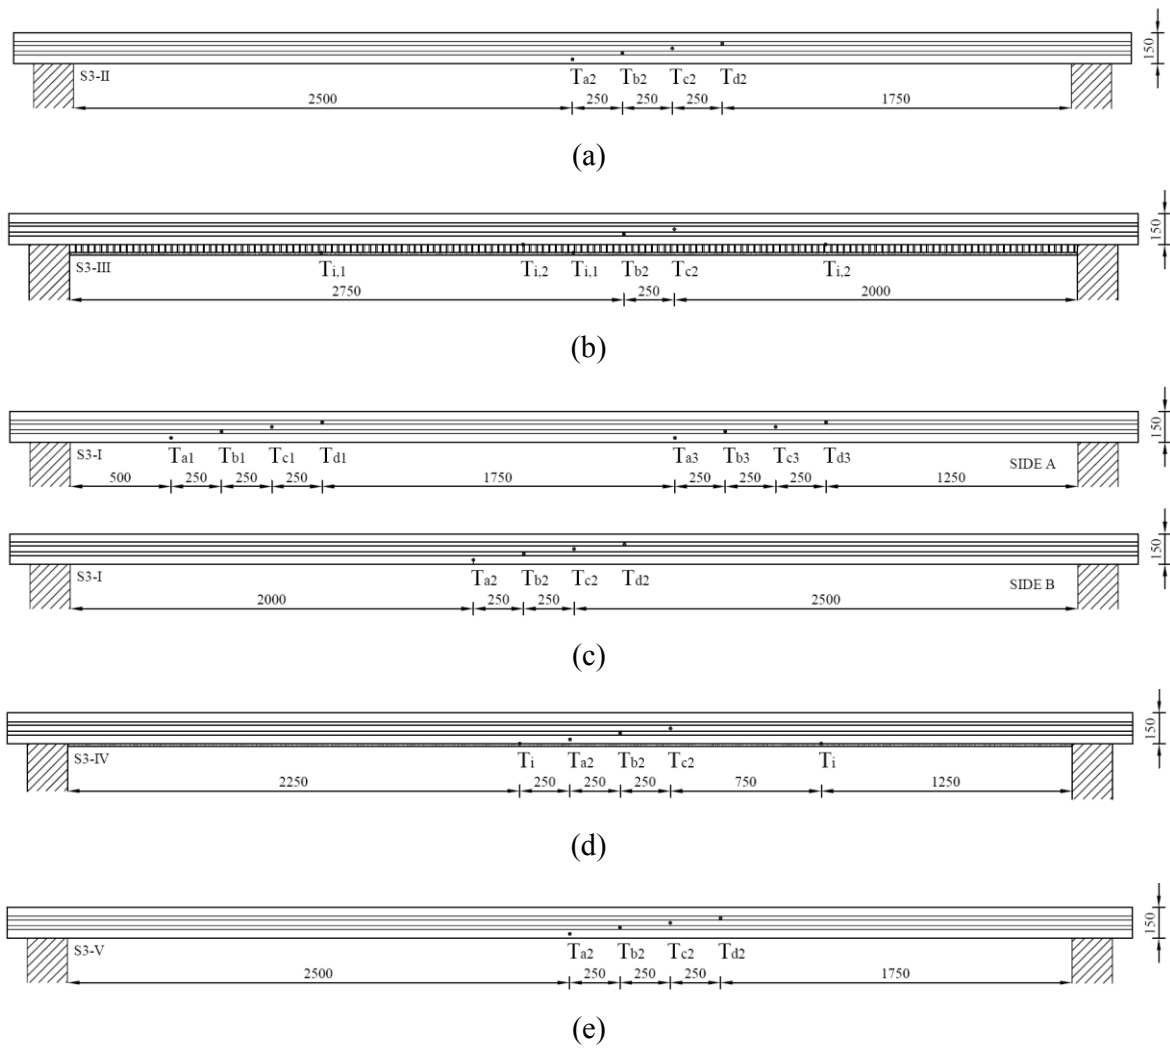 150
S3-II
Ta2 Tb2 Tc2 Td2
2500 250 250 250 1750
(a)
150
S3-III
Ti,1 Ti,2 Ti,1 Tb2 Tc2 Ti,2
2750 250 2000
(b)
150
S3-I
Ta1 Tb1 Tc1 Td1 Ta3 Tb3 Tc3 Td3 SIDE A
500 250 250 250 1750 250 250 250 1250
150
S3-I
Ta2 Tb2 Tc2 Td2 SIDE B
2000 250 250 2500
(c)
150
S3-IV
Ti Ta2 Tb2 Tc2 Ti
2250 250 250 250 750 1250
(d)
150
S3-V
Ta2 Tb2 Tc2 Td2
2500 250 250 250 1750
(e)